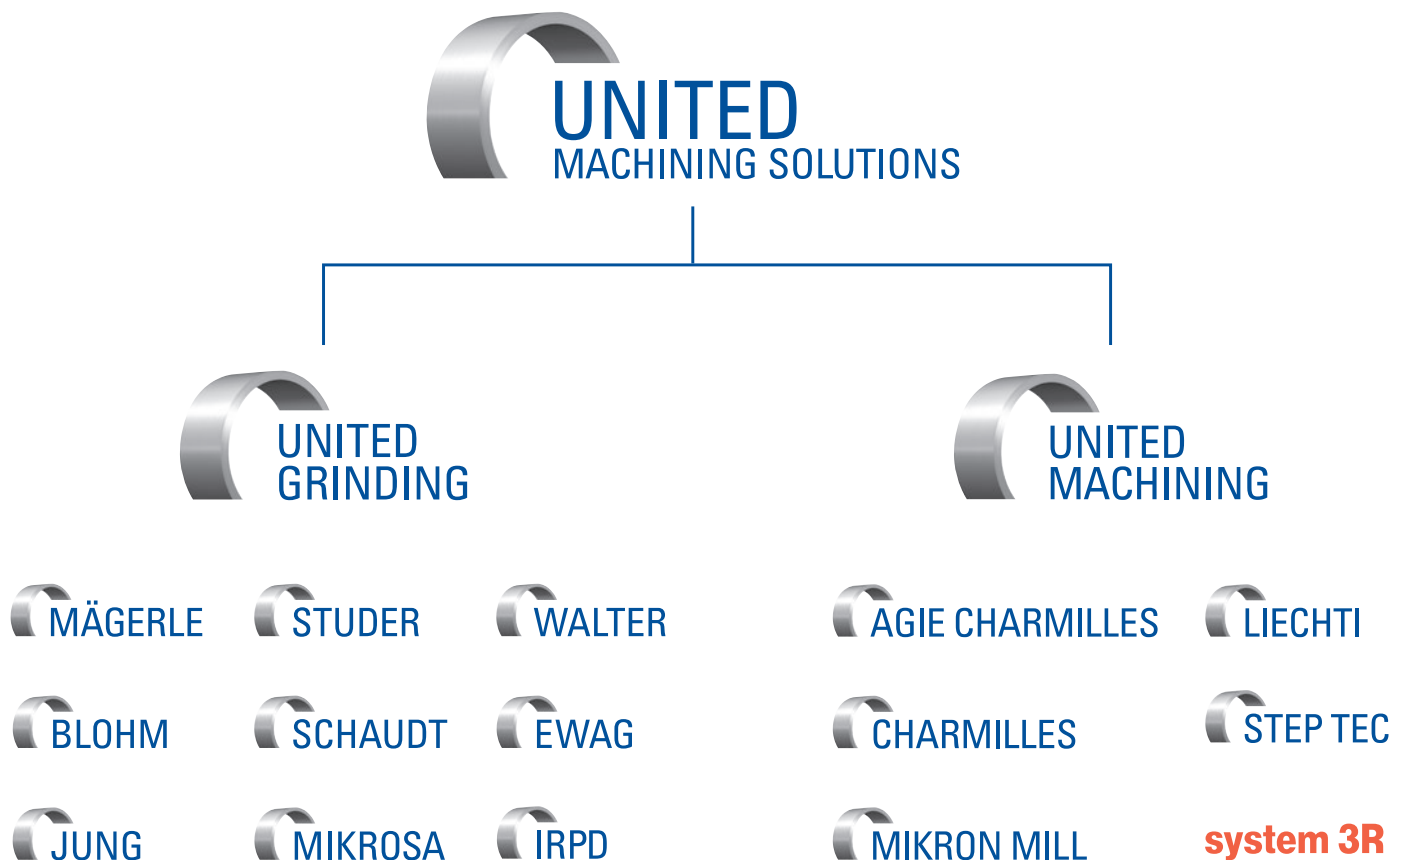 UNITED
MACHINING SOLUTIONS
UNITED
GRINDING
UNITED
MACHINING
MÄGERLE
STUDER
WALTER
AGIE CHARMILLES
LIECHTI
BLOHM
SCHAUDT
EWAG
CHARMILLES
STEP TEC
JUNG
MIKROSA
IRPD
MIKRON MILL
system 3R